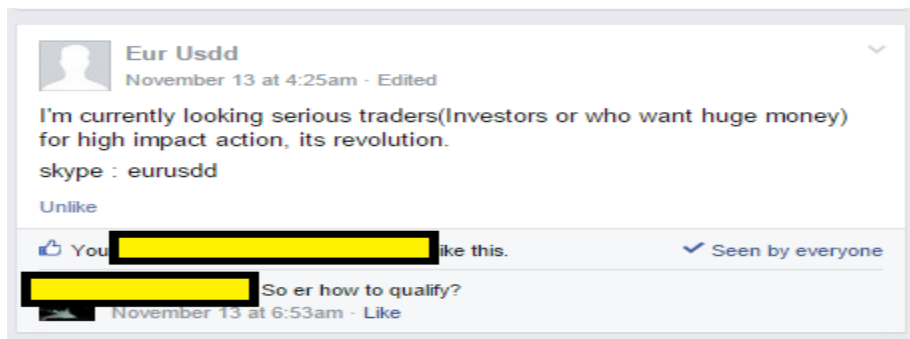 Eur Usdd
November 13 at 4:25am · Edited
I'm currently looking serious traders(Investors or who want huge money)
for high impact action, its revolution.
skype : eurusdd
Unlike
You ike this. Seen by everyone
So er how to qualify?
November 13 at 6:53am · Like